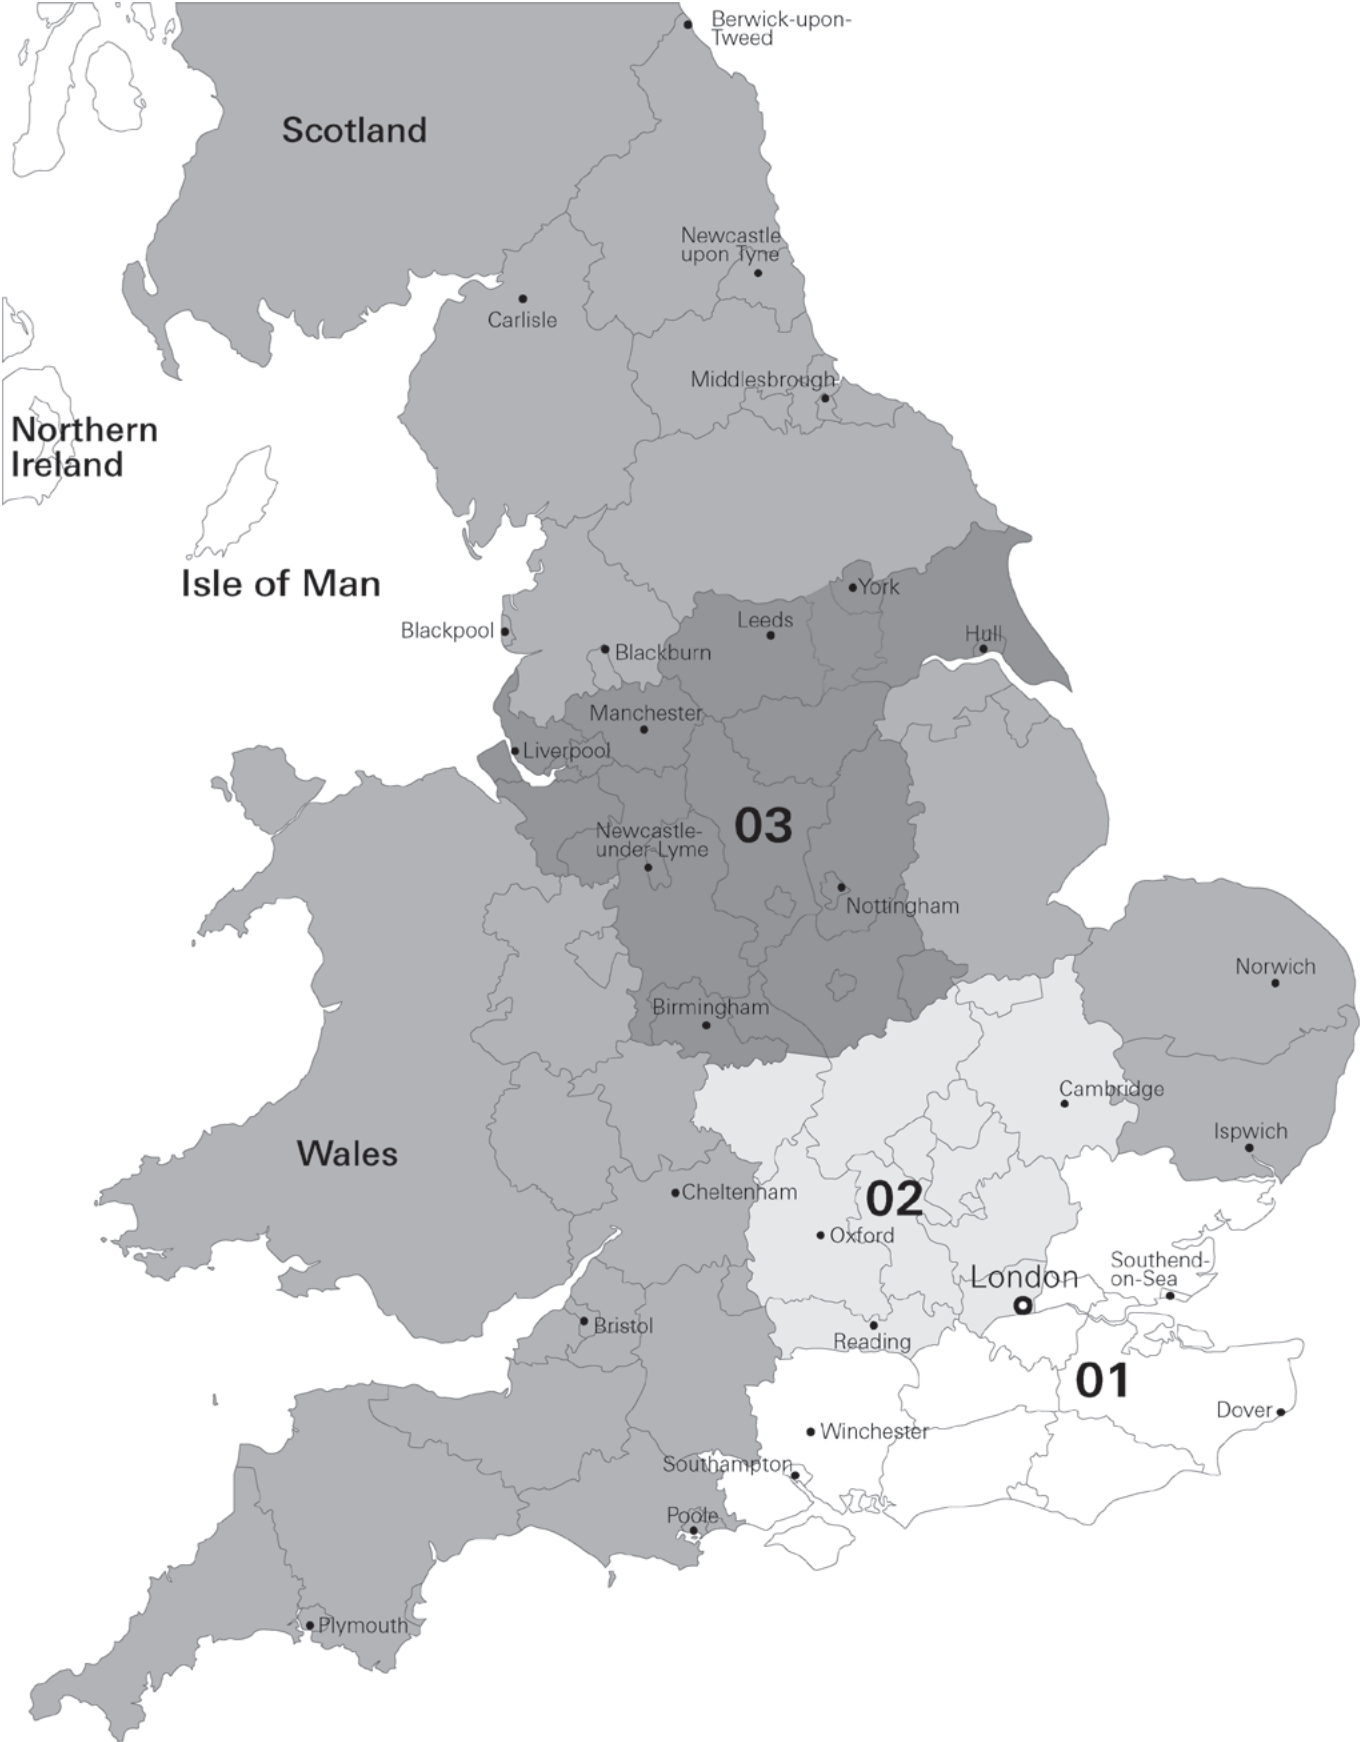 Berwick-upon-
Tweed
Scotland
Newcastle
upon Tyne
Carlisle
Middlesbrough
Northern
Ireland
Isle of Man
York
Leeds
Blackpool
Hull
Blackburn
Manchester
Liverpool
03
Newcastle-
under-Lyme
Nottingham
Norwich
Birmingham
Cambridge
Ispwich
Wales
Cheltenham
02
Oxford
Southend-
on-Sea
London
Bristol
Reading
01
Dover
Winchester
Southampton
Poole
Plymouth